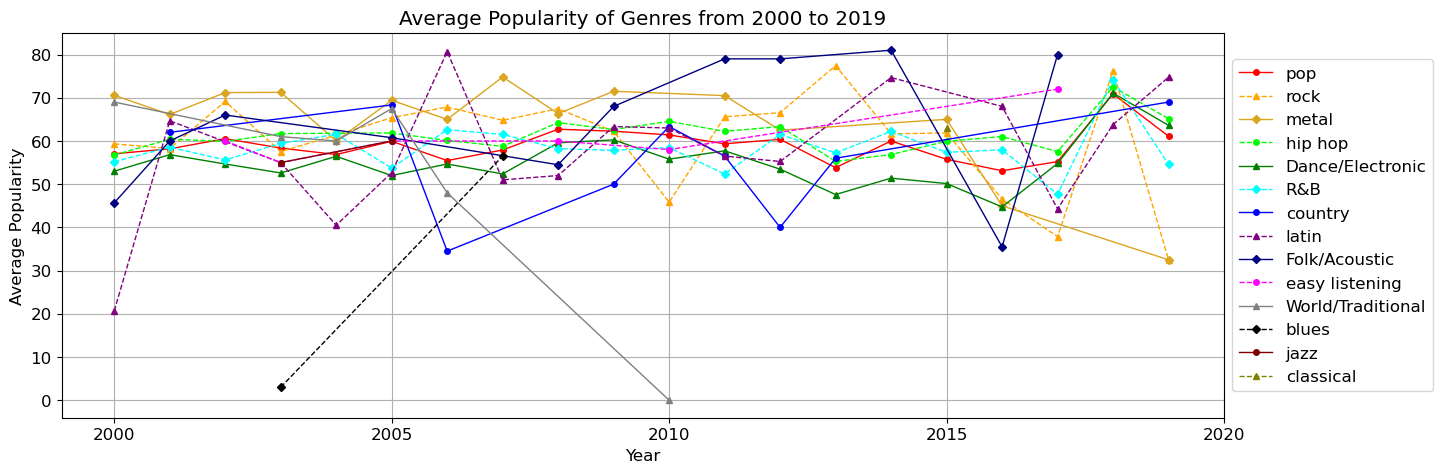 Average Popularity of Genres from 2000 to 2019
Average Popularity
80
70
60
50
40
30
20
10
0
2000
2005
2010
2015
2020
Year
pop
rock
metal
hip hop
Dance/Electronic
R&B
country
latin
Folk/Acoustic
easy listening
World/Traditional
blues
jazz
classical